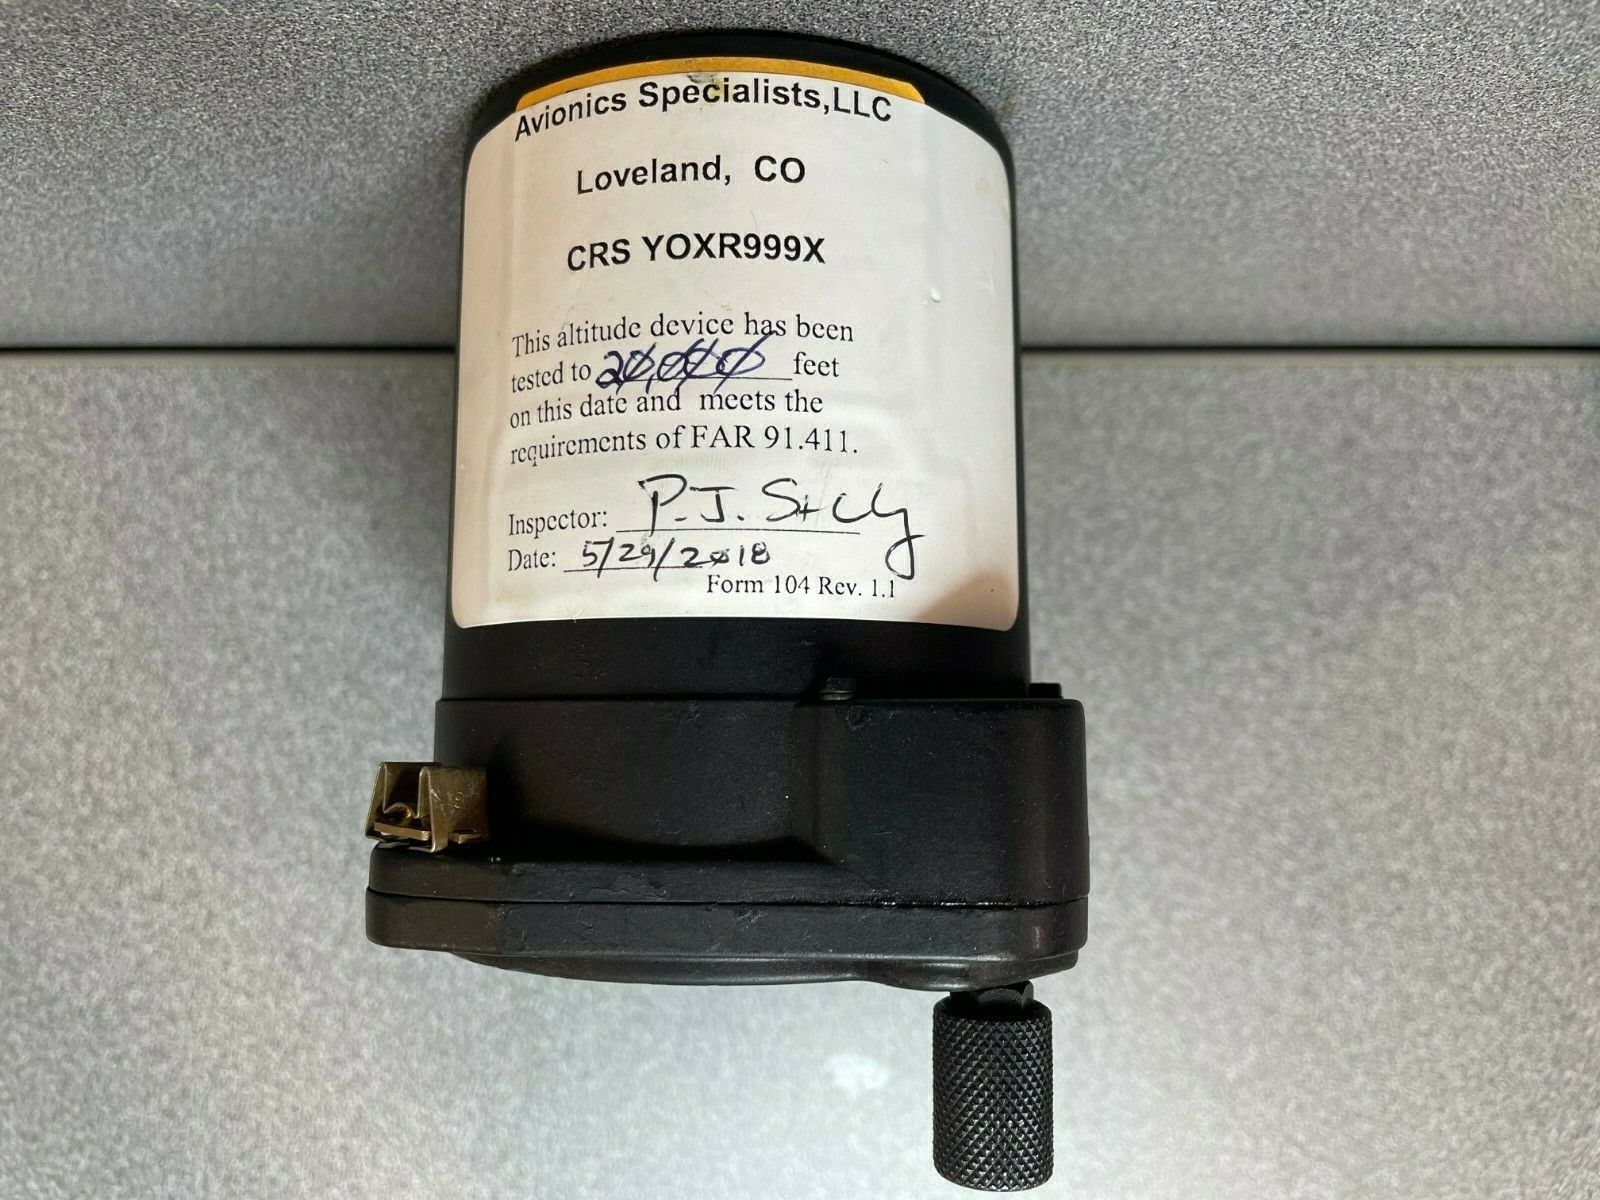 Avionics Specialists,LLC
Loveland, CO
CRS YOXR999X
This altitude device has been
tested to 20,000 feet
on this date and meets the
requirements of FAR 91.411.
Inspector: P.J.
Date: 5/29/2018
Form 104 Rev. 1.1